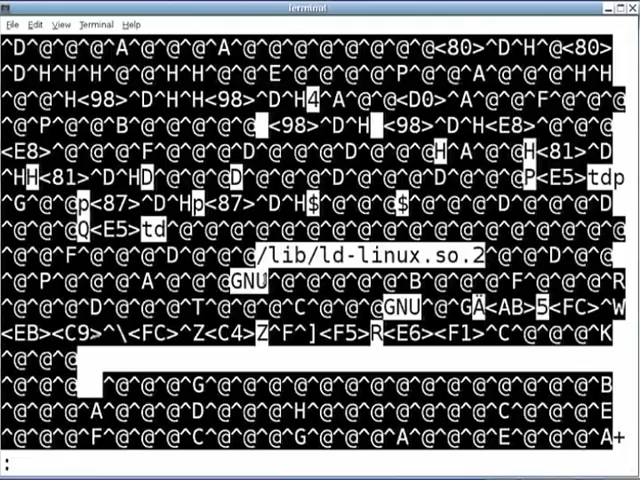 Terminal
File Edit View Terminal Help
^D^@^@^@^A^@^@^@^A^@^@^@^@^@^@^@^@<80>^D^H^@<80>
^D^H^H^H^@^@^H^H^@^@^E^@^@^@^@^P^@^@^A^@^@^@^H^H
^@^@^H<98>^D^H^H<98>^D^H4^A^@^@<D0>^A^@^@^F^@^@^@
^@^P^@^@^B^@^@^@^@^@ <98>^D^H <98>^D^H<E8>^@^@^@
<E8>^@^@^@^F^@^@^@^D^@^@^@^D^@^@^@H^A^@^@H<81>^D
^HH<81>^D^HD^@^@^@D^@^@^@^D^@^@^@^D^@^@^@P<E5>tdp
^G^@^@p<87>^D^Hp<87>^D^H$^@^@^@$^@^@^@^D^@^@^@^D
^@^@^@Q<E5>td^@^@^@^@^@^@^@^@^@^@^@^@^@^@^@^@^@^@
^@^@^F^@^@^@^D^@^@^@/lib/ld-linux.so.2^@^@^D^@^@
^@^P^@^@^@^A^@^@^@GNU^@^@^@^@^@^B^@^@^@^F^@^@^@^R
^@^@^@^D^@^@^@^T^@^@^@^C^@^@^@GNU^@^GÄ<AB>5<FC>^W
<EB><C9>^\<FC>^Z<C4>Z^F^]<F5>R<E6><F1>^C^@^@^@^K
^@^@^@
^@^@^@ ^@^@^@^G^@^@^@^@^@^@^@^@^@^@^@^@^@^@^@^B
^@^@^@^A^@^@^@^D^@^@^@^H^@^@^@^@^@^@^@^C^@^@^@^E
^@^@^@^F^@^@^@^C^@^@^@^G^@^@^@^A^@^@^@^E^@^@^@^A+
: